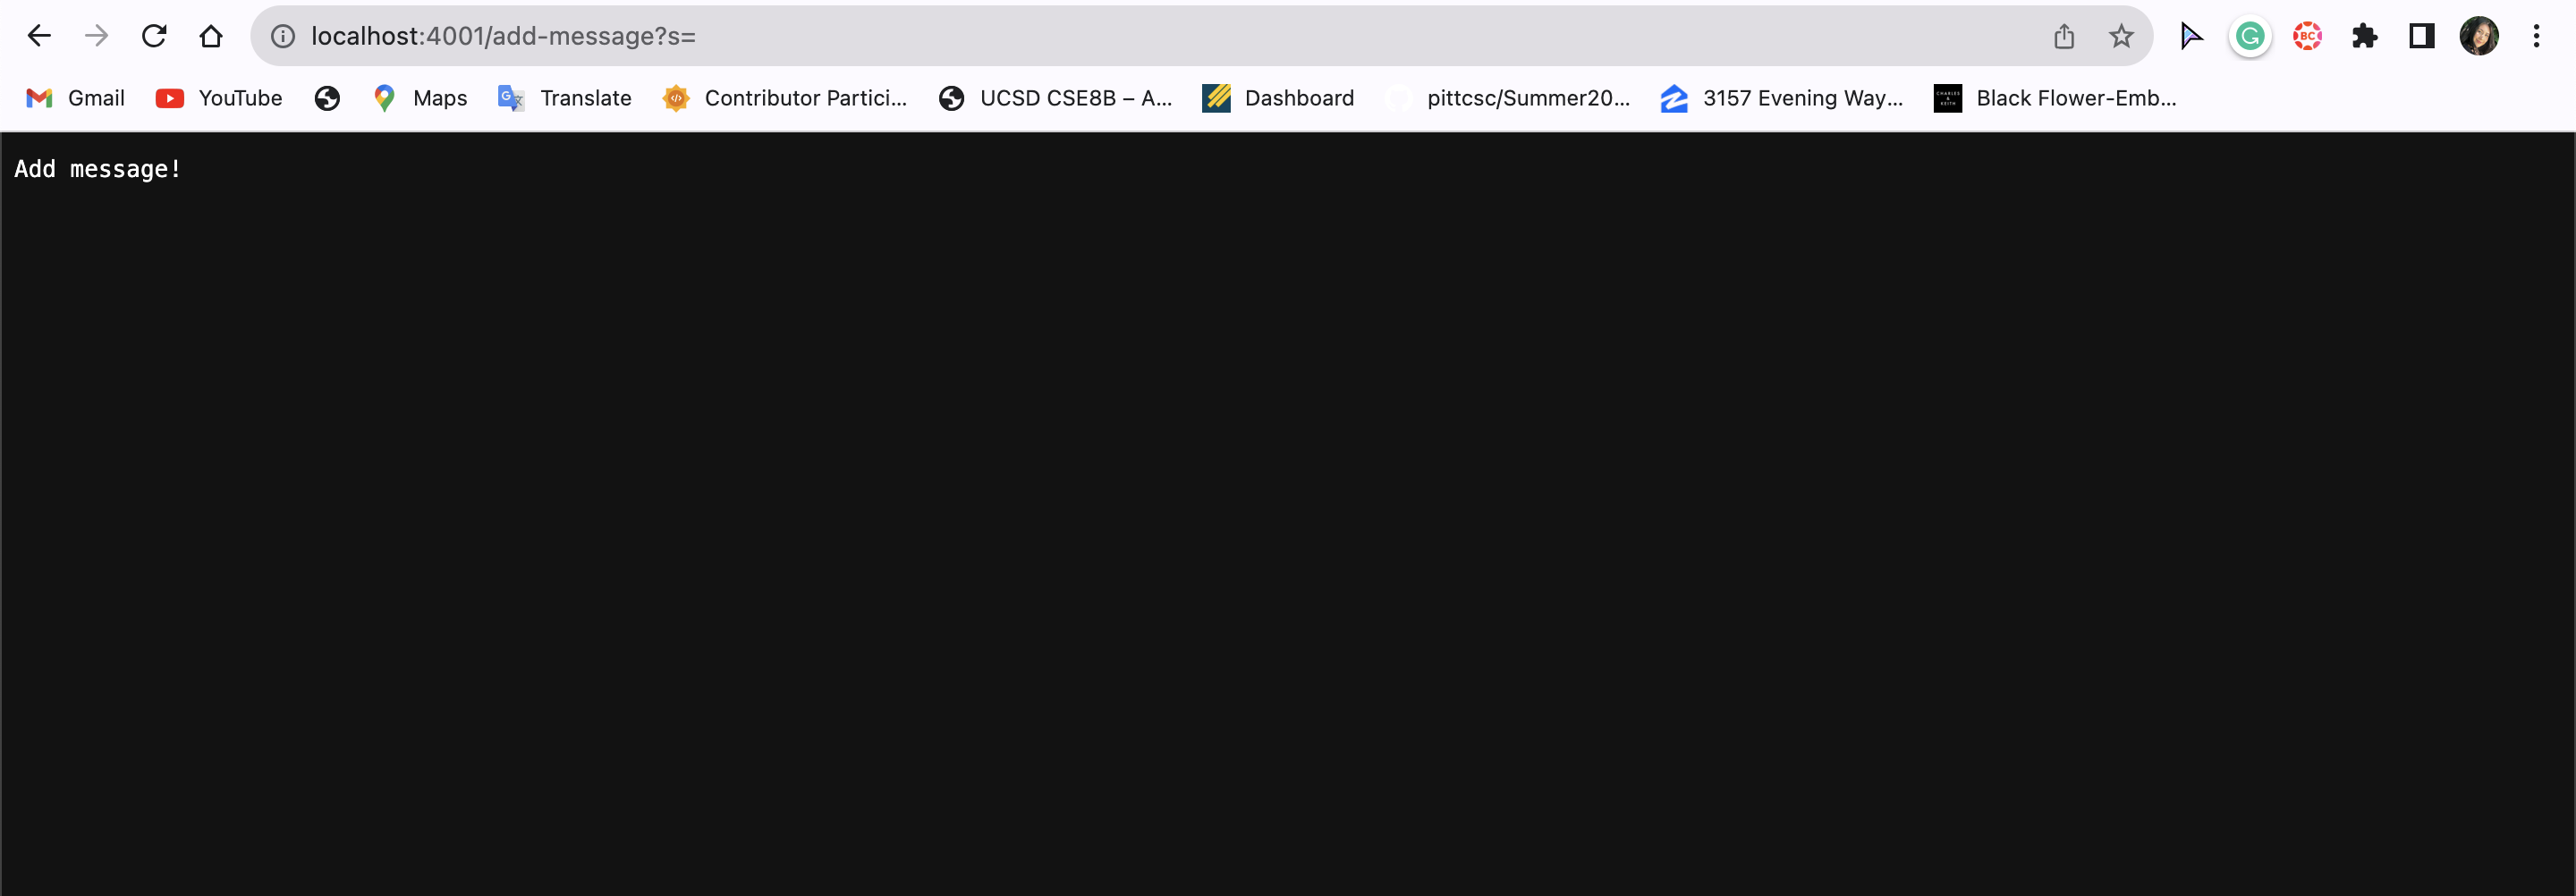 localhost:4001/add-message?s=
Gmail YouTube Maps Translate Contributor Partici... UCSD CSE8B – A... Dashboard pittcsc/Summer20... 3157 Evening Way... Black Flower-Emb...
Add message!